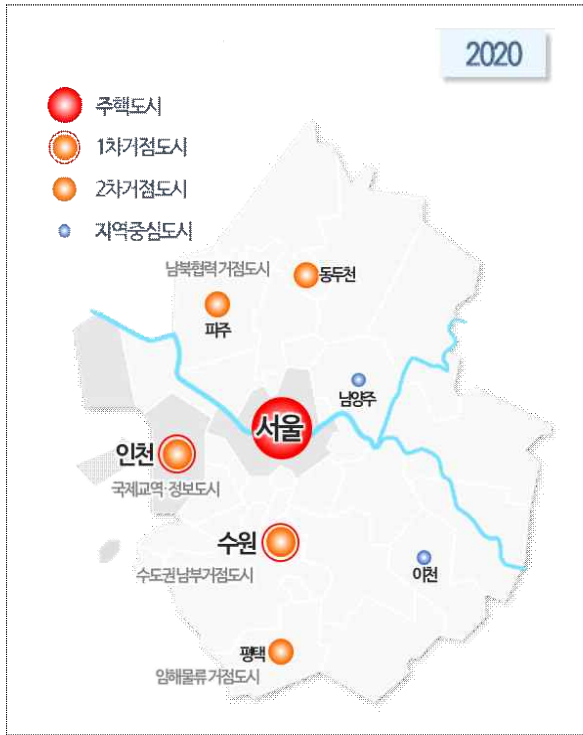 2020
주핵도시
1차거점도시
2차거점도시
지역중심도시
남북협력 거점도시
동두천
파주
남양주
서울
인천
국제교역·정보도시
수원
수도권 남부거점도시
이천
평택
임해물류 거점도시